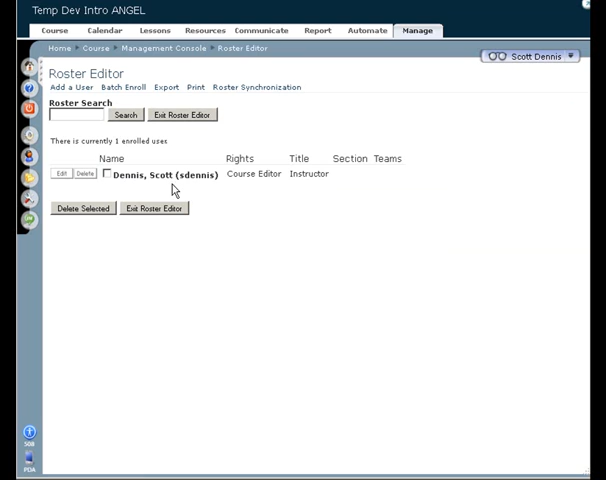 Temp Dev Intro ANGEL
Course Calendar Lessons Resources Communicate Report Automate Manage
Home Course Management Console Roster Editor
Scott Dennis
Roster Editor
Add a User Batch Enroll Export Print Roster Synchronization
Roster Search
Search Exit Roster Editor
There is currently 1 enrolled uses
Name Rights Title Section Teams
Edit Delete Dennis, Scott (sdennis) Course Editor Instructor
Delete Selected Exit Roster Editor
508
PDA